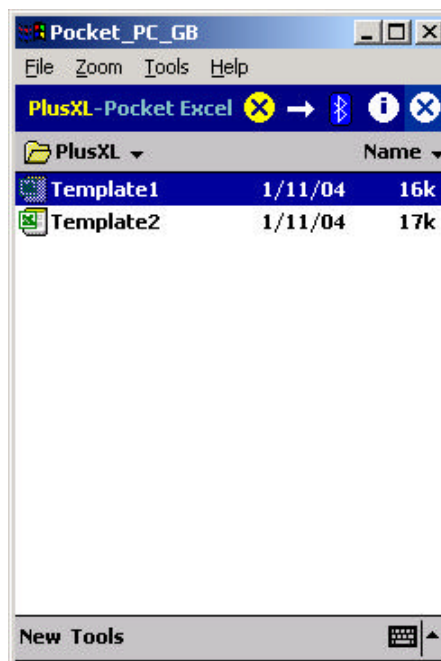 Pocket_PC_GB
File Zoom Tools Help
PlusXL-Pocket Excel
PlusXL Name
Template1 1/11/04 16k
Template2 1/11/04 17k
New Tools